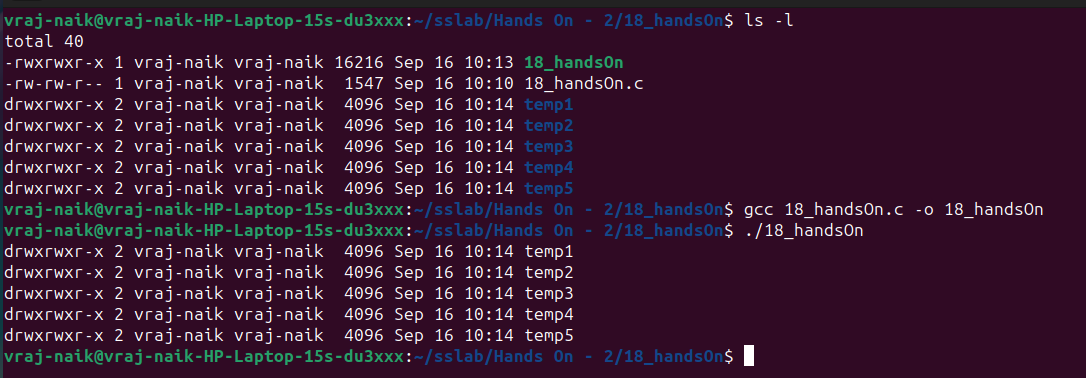 vraj-naik@vraj-naik-HP-Laptop-15s-du3xxx:~/sslab/Hands On - 2/18_handsOn$ ls -l
total 40
-rwxrwxr-x 1 vraj-naik vraj-naik 16216 Sep 16 10:13 18_handsOn
-rw-rw-r-- 1 vraj-naik vraj-naik  1547 Sep 16 10:10 18_handsOn.c
drwxrwxr-x 2 vraj-naik vraj-naik  4096 Sep 16 10:14 temp1
drwxrwxr-x 2 vraj-naik vraj-naik  4096 Sep 16 10:14 temp2
drwxrwxr-x 2 vraj-naik vraj-naik  4096 Sep 16 10:14 temp3
drwxrwxr-x 2 vraj-naik vraj-naik  4096 Sep 16 10:14 temp4
drwxrwxr-x 2 vraj-naik vraj-naik  4096 Sep 16 10:14 temp5
vraj-naik@vraj-naik-HP-Laptop-15s-du3xxx:~/sslab/Hands On - 2/18_handsOn$ gcc 18_handsOn.c -o 18_handsOn
vraj-naik@vraj-naik-HP-Laptop-15s-du3xxx:~/sslab/Hands On - 2/18_handsOn$ ./18_handsOn
drwxrwxr-x 2 vraj-naik vraj-naik  4096 Sep 16 10:14 temp1
drwxrwxr-x 2 vraj-naik vraj-naik  4096 Sep 16 10:14 temp2
drwxrwxr-x 2 vraj-naik vraj-naik  4096 Sep 16 10:14 temp3
drwxrwxr-x 2 vraj-naik vraj-naik  4096 Sep 16 10:14 temp4
drwxrwxr-x 2 vraj-naik vraj-naik  4096 Sep 16 10:14 temp5
vraj-naik@vraj-naik-HP-Laptop-15s-du3xxx:~/sslab/Hands On - 2/18_handsOn$